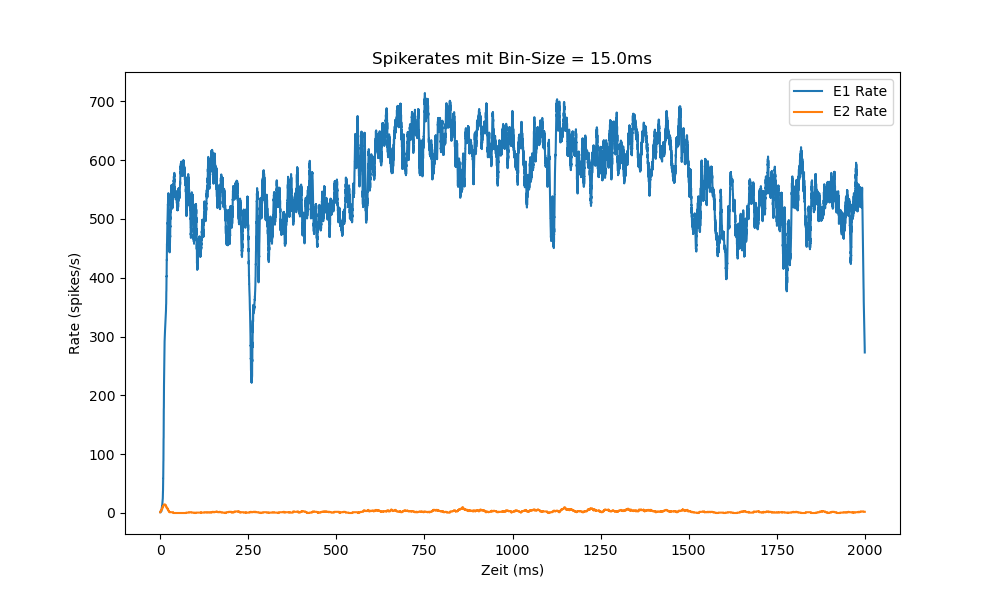 Spikerates mit Bin-Size = 15.0ms
E1 Rate
E2 Rate
700
600
500
400
300
200
100
0
Rate (spikes/s)
0 250 500 750 1000 1250 1500 1750 2000
Zeit (ms)